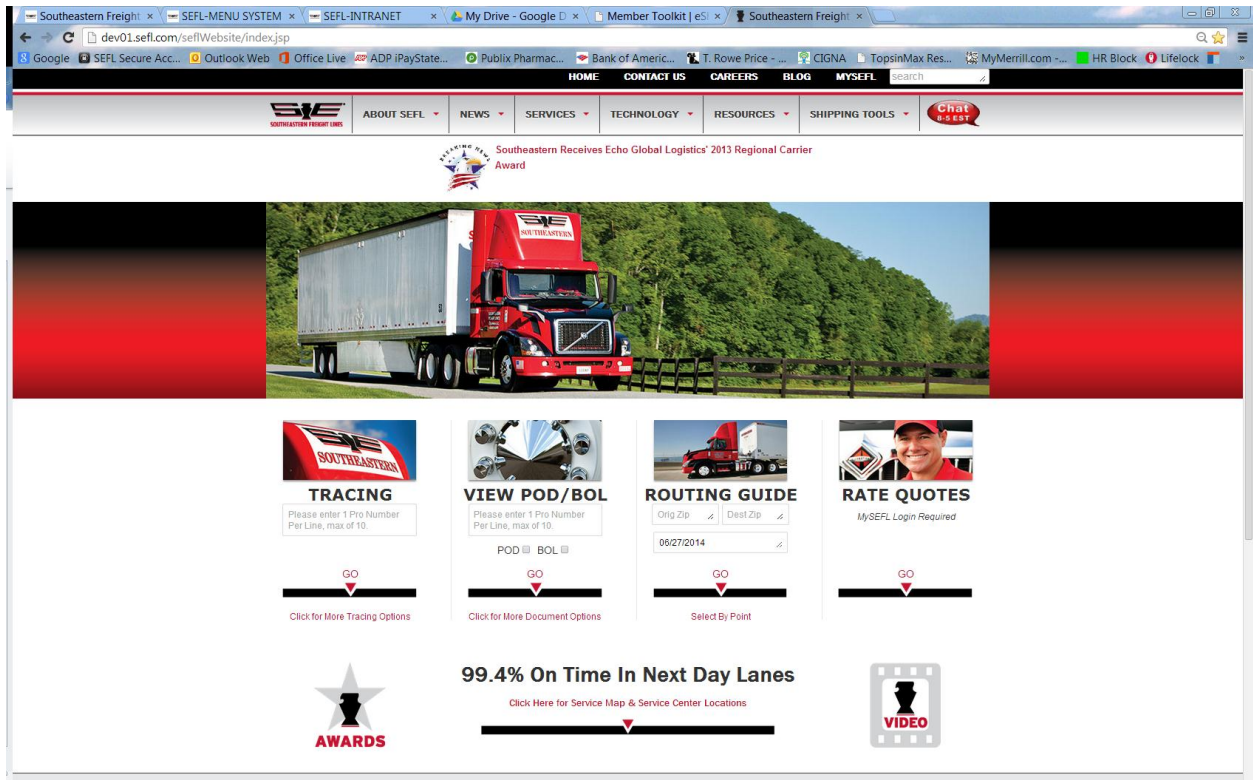 Southeastern Freight
SEFL-MENU SYSTEM
SEFL-INTRANET
My Drive - Google D
Member Toolkit | eS
Southeastern Freight
dev01.sefl.com/seflWebsite/index.jsp
Google
SEFL Secure Acc...
Outlook Web
Office Live
ADP iPayState...
Publix Pharmac...
Bank of Americ...
T. Rowe Price - ...
CIGNA
TopsinMax Res...
MyMerrill.com -...
HR Block
Lifelock
HOME CONTACT US CAREERS BLOG MYSEFL search
SOUTHEASTERN FREIGHT LINES
ABOUT SEFL NEWS SERVICES TECHNOLOGY RESOURCES SHIPPING TOOLS
Chat
8-5 EST
BREAKING NEWS
Southeastern Receives Echo Global Logistics' 2013 Regional Carrier
Award
SOUTHEASTERN
SOUTHEASTERN
TRACING
Please enter 1 Pro Number
Per Line, max of 10.
GO
Click for More Tracing Options
VIEW POD/BOL
Please enter 1 Pro Number
Per Line, max of 10.
POD BOL
GO
Click for More Document Options
ROUTING GUIDE
Orig Zip Dest Zip
06/27/2014
GO
Select By Point
RATE QUOTES
MySEFL Login Required
GO
AWARDS
99.4% On Time In Next Day Lanes
Click Here for Service Map & Service Center Locations
VIDEO